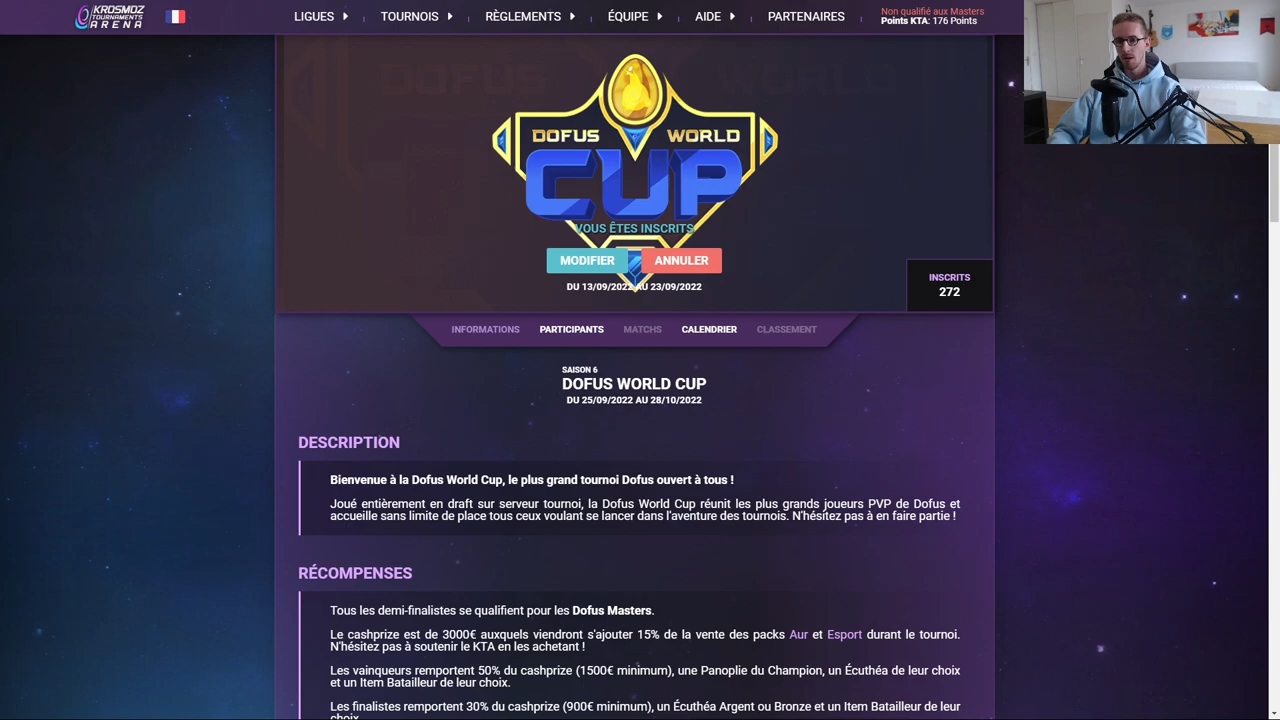 KROSMOZ
TOURNAMENTS
ARENA
LIGUES
TOURNOIS
RÈGLEMENTS
ÉQUIPE
AIDE
PARTENAIRES
Non qualifié aux Masters
Points KTA: 176 Points
DOFUS WORLD
CUP
VOUS ÊTES INSCRITS
MODIFIER
ANNULER
DU 13/09/2022 AU 23/09/2022
INSCRITS
272
INFORMATIONS
PARTICIPANTS
MATCHS
CALENDRIER
CLASSEMENT
SAISON 6
DOFUS WORLD CUP
DU 25/09/2022 AU 28/10/2022
DESCRIPTION
Bienvenue à la Dofus World Cup, le plus grand tournoi Dofus ouvert à tous !
Joué entièrement en draft sur serveur tournoi, la Dofus World Cup réunit les plus grands joueurs PVP de Dofus et
accueille sans limite de place tous ceux voulant se lancer dans l'aventure des tournois. N'hésitez pas à en faire partie !
RÉCOMPENSES
Tous les demi-finalistes se qualifient pour les Dofus Masters.
Le cashprize est de 3000€ auxquels viendront s'ajouter 15% de la vente des packs Aur et Esport durant le tournoi.
N'hésitez pas à soutenir le KTA en les achetant !
Les vainqueurs remportent 50% du cashprize (1500€ minimum), une Panoplie du Champion, un Écuthéa de leur choix
et un Item Batailleur de leur choix.
Les finalistes remportent 30% du cashprize (900€ minimum), un Écuthéa Argent ou Bronze et un Item Batailleur de leur
choix.